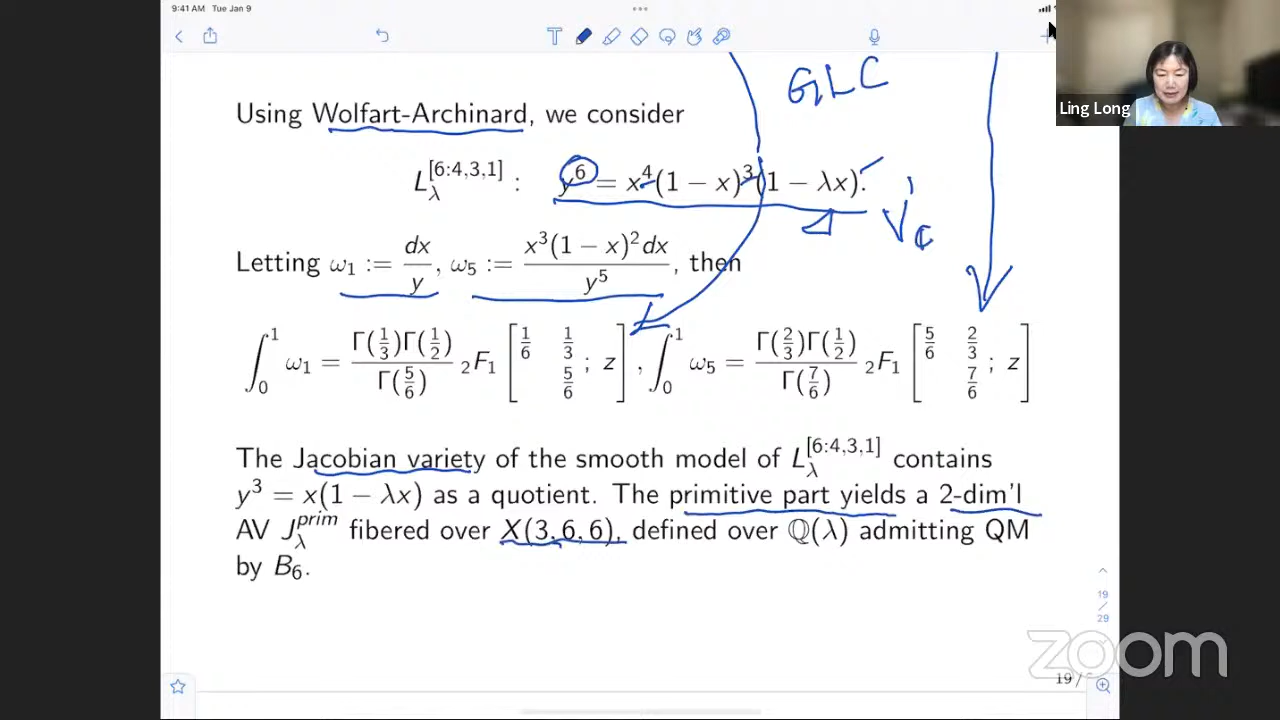 9:41 AM Tue Jan 9
Ling Long
GLC
Using Wolfart-Archinard, we consider
L_λ^{[6:4,3,1]} : y^6 = x^4(1 − x)^3(1 − λx).
Letting ω_1 := dx/y, ω_5 := x^3(1 − x)^2dx/y^5, then
∫_0^1 ω_1 = Γ(1/3)Γ(1/2)/Γ(5/6) _2F_1 [1/6 1/3 5/6 ; z], ∫_0^1 ω_5 = Γ(2/3)Γ(1/2)/Γ(7/6) _2F_1 [5/6 2/3 7/6 ; z]
The Jacobian variety of the smooth model of L_λ^{[6:4,3,1]} contains
y^3 = x(1 − λx) as a quotient. The primitive part yields a 2-dim'l
AV J_λ^{prim} fibered over X(3,6,6), defined over ℚ(λ) admitting QM
by B_6.
19
/
29
zoom
19 /